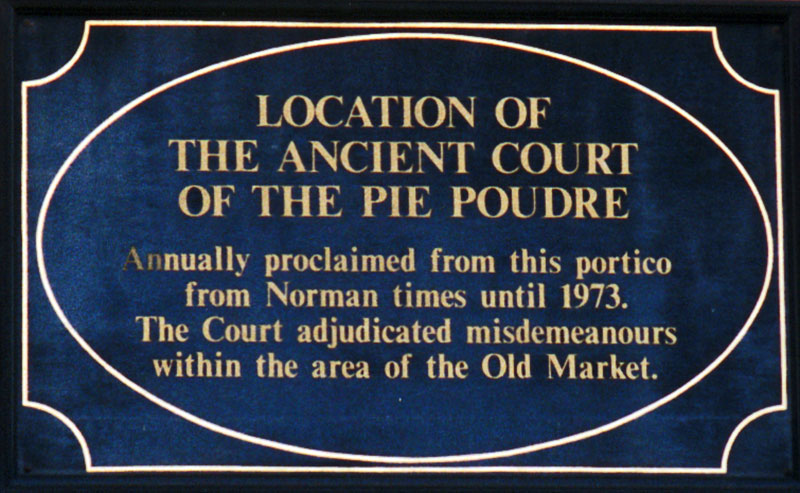 LOCATION OF
THE ANCIENT COURT
OF THE PIE POUDRE
Annually proclaimed from this portico
from Norman times until 1973.
The Court adjudicated misdemeanours
within the area of the Old Market.